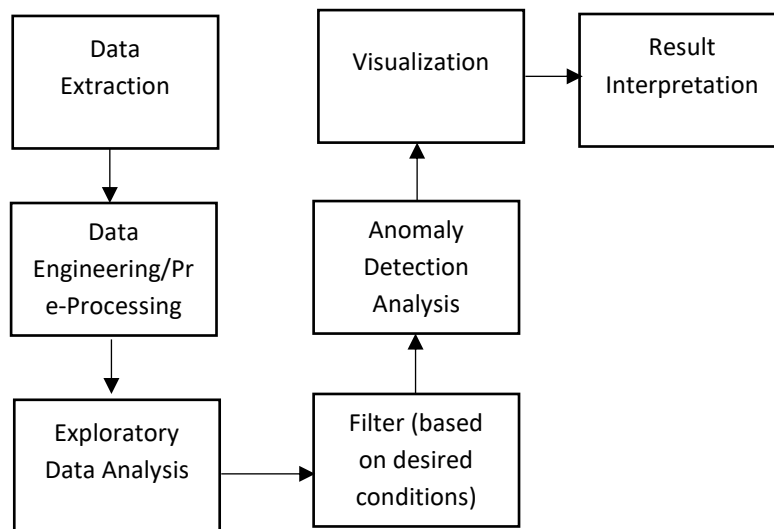 Data
Extraction
Data
Engineering/Pr
e-Processing
Exploratory
Data Analysis
Filter (based
on desired
conditions)
Anomaly
Detection
Analysis
Visualization
Result
Interpretation